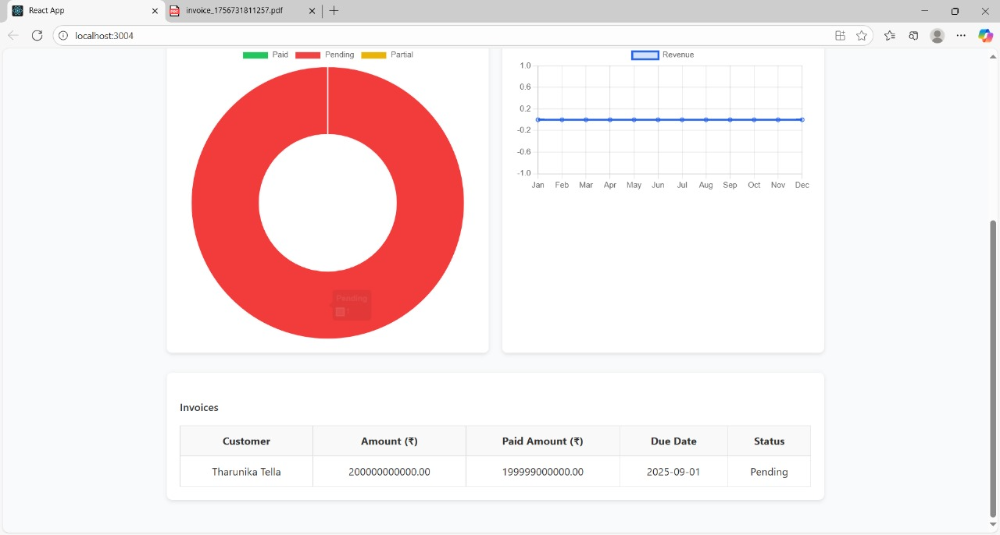 React App
invoice_1756731811257.pdf
localhost:3004
Paid Pending Partial
Revenue
1.0
0.6
0.2
-0.2
-0.6
-1.0
Jan Feb Mar Apr May Jun Jul Aug Sep Oct Nov Dec
Pending
Invoices
Customer Amount (₹) Paid Amount (₹) Due Date Status
Tharunika Tella 200000000000.00 199999000000.00 2025-09-01 Pending